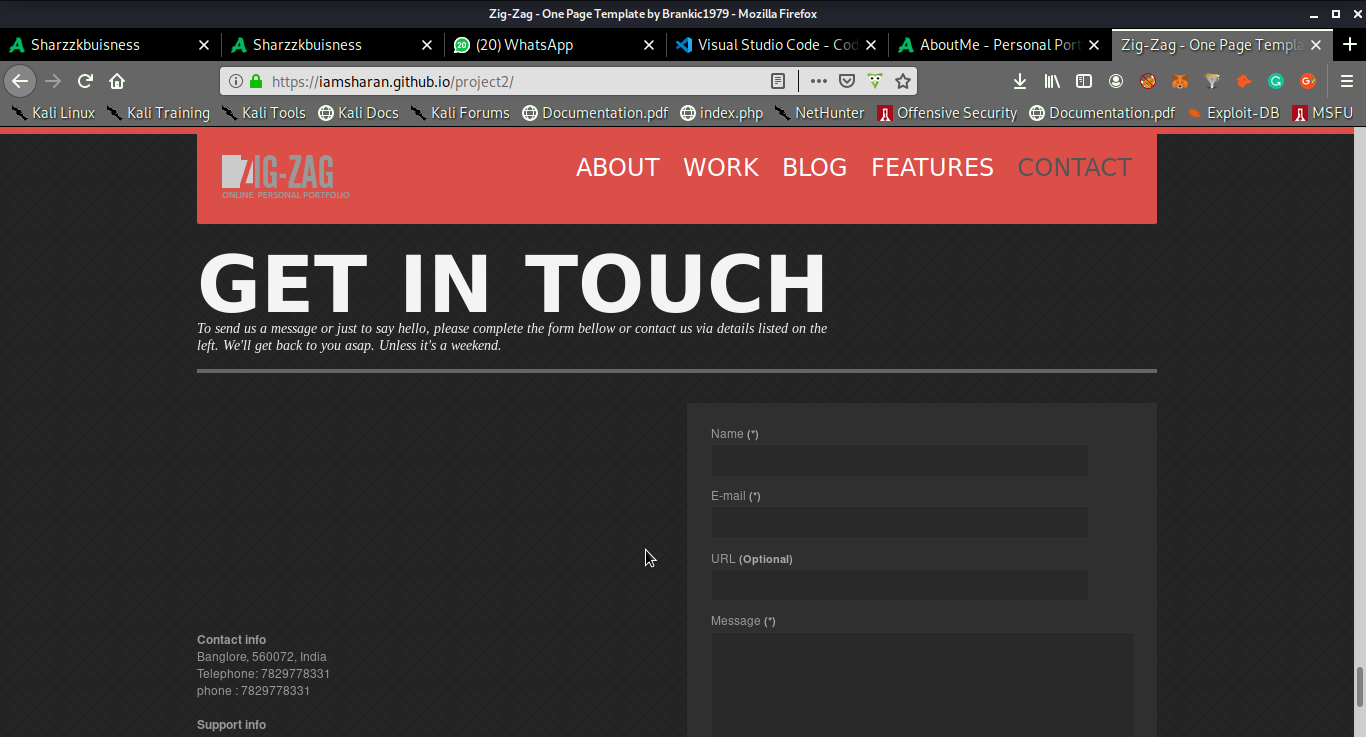 Zig-Zag - One Page Template by Brankic1979 - Mozilla Firefox
Sharzzkbuisness
Sharzzkbuisness
20 (20) WhatsApp
Visual Studio Code - Cod
AboutMe - Personal Port
Zig-Zag - One Page Templa
https://iamsharan.github.io/project2/
Kali Linux Kali Training Kali Tools Kali Docs Kali Forums Documentation.pdf index.php NetHunter Offensive Security Documentation.pdf Exploit-DB MSFU
ZIG-ZAG
ONLINE PERSONAL PORTFOLIO
ABOUT WORK BLOG FEATURES CONTACT
GET IN TOUCH
To send us a message or just to say hello, please complete the form bellow or contact us via details listed on the
left. We'll get back to you asap. Unless it's a weekend.
Name (*)
E-mail (*)
URL (Optional)
Message (*)
Contact info
Banglore, 560072, India
Telephone: 7829778331
phone : 7829778331
Support info